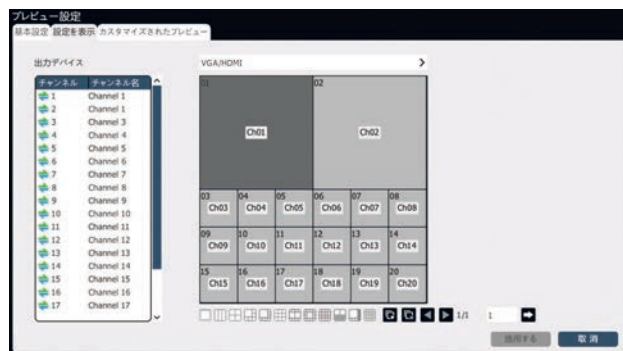 プレビュー設定
基本設定 設定を表示 カスタマイズされたプレビュー
出力デバイス
VGA/HDMI
チャンネル チャンネル名
1 Channel 1
2 Channel 1
3 Channel 3
4 Channel 4
5 Channel 5
6 Channel 6
7 Channel 7
8 Channel 8
9 Channel 9
10 Channel 10
11 Channel 11
12 Channel 12
13 Channel 13
14 Channel 14
15 Channel 15
16 Channel 16
17 Channel 17
01 02
Ch01 Ch02
03 04 05 06 07 08
Ch03 Ch04 Ch05 Ch06 Ch07 Ch08
09 10 11 12 13 14
Ch09 Ch10 Ch11 Ch12 Ch13 Ch14
15 16 17 18 19 20
Ch15 Ch16 Ch17 Ch18 Ch19 Ch20
1/1 1
適用する 取消